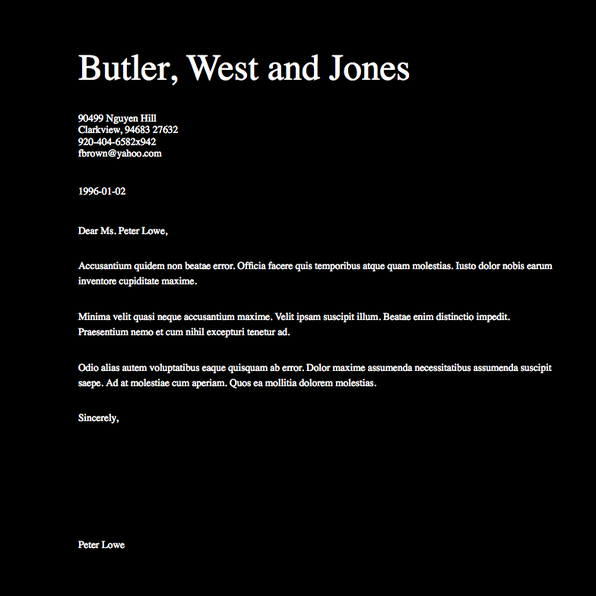 Butler, West and Jones
90499 Nguyen Hill
Clarkview, 94683 27632
920-404-6582x942
fbrown@yahoo.com
1996-01-02
Dear Ms. Peter Lowe,
Accusantium quidem non beatae error. Officia facere quis temporibus atque quam molestias. Iusto dolor nobis earum
inventore cupiditate maxime.
Minima velit quasi neque accusantium maxime. Velit ipsam suscipit illum. Beatae enim distinctio impedit.
Praesentium nemo et cum nihil excepturi tenetur ad.
Odio alias autem voluptatibus eaque quisquam ab error. Dolor maxime assumenda necessitatibus assumenda suscipit
saepe. Ad at molestiae cum aperiam. Quos ea mollitia dolorem molestias.
Sincerely,
Peter Lowe